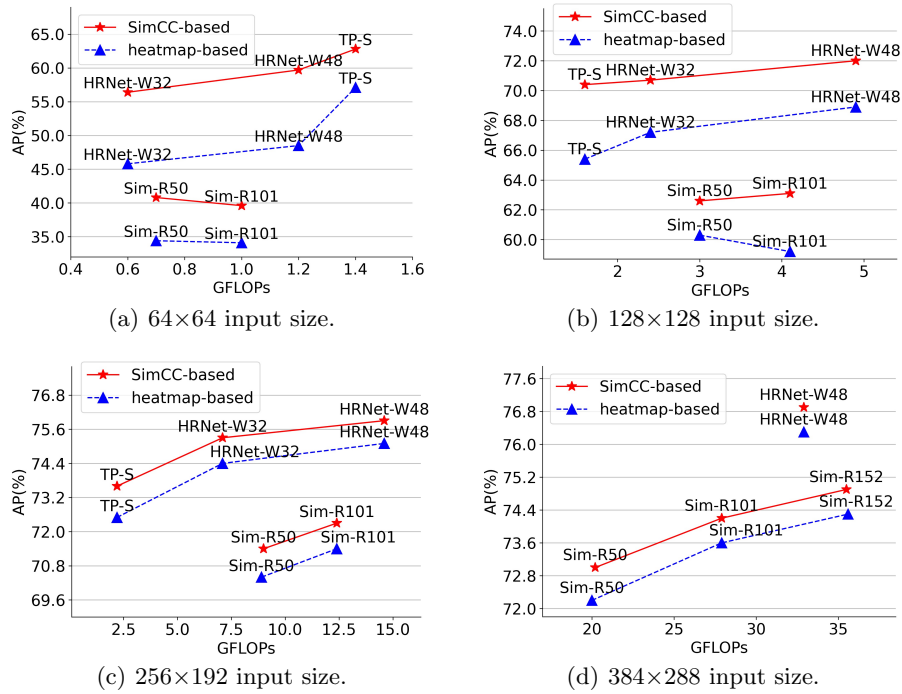 SimCC-based
heatmap-based
AP(%)
65.0
60.0
55.0
50.0
45.0
40.0
35.0
TP-S
HRNet-W48
HRNet-W32
TP-S
HRNet-W48
HRNet-W32
Sim-R50
Sim-R101
Sim-R50
Sim-R101
0.4 0.6 0.8 1.0 1.2 1.4 1.6
GFLOPs
(a) 64×64 input size.
SimCC-based
heatmap-based
AP(%)
74.0
72.0
70.0
68.0
66.0
64.0
62.0
60.0
HRNet-W48
TP-S HRNet-W32
HRNet-W48
HRNet-W32
TP-S
Sim-R50 Sim-R101
Sim-R50
Sim-R101
2 3 4 5
GFLOPs
(b) 128×128 input size.
SimCC-based
heatmap-based
AP(%)
76.8
75.6
74.4
73.2
72.0
70.8
69.6
HRNet-W48
HRNet-W32
HRNet-W48
HRNet-W32
TP-S
TP-S
Sim-R101
Sim-R50
Sim-R101
Sim-R50
2.5 5.0 7.5 10.0 12.5 15.0
GFLOPs
(c) 256×192 input size.
SimCC-based
heatmap-based
AP(%)
77.6
76.8
76.0
75.2
74.4
73.6
72.8
72.0
HRNet-W48
HRNet-W48
Sim-R152
Sim-R101
Sim-R152
Sim-R101
Sim-R50
Sim-R50
20 25 30 35
GFLOPs
(d) 384×288 input size.